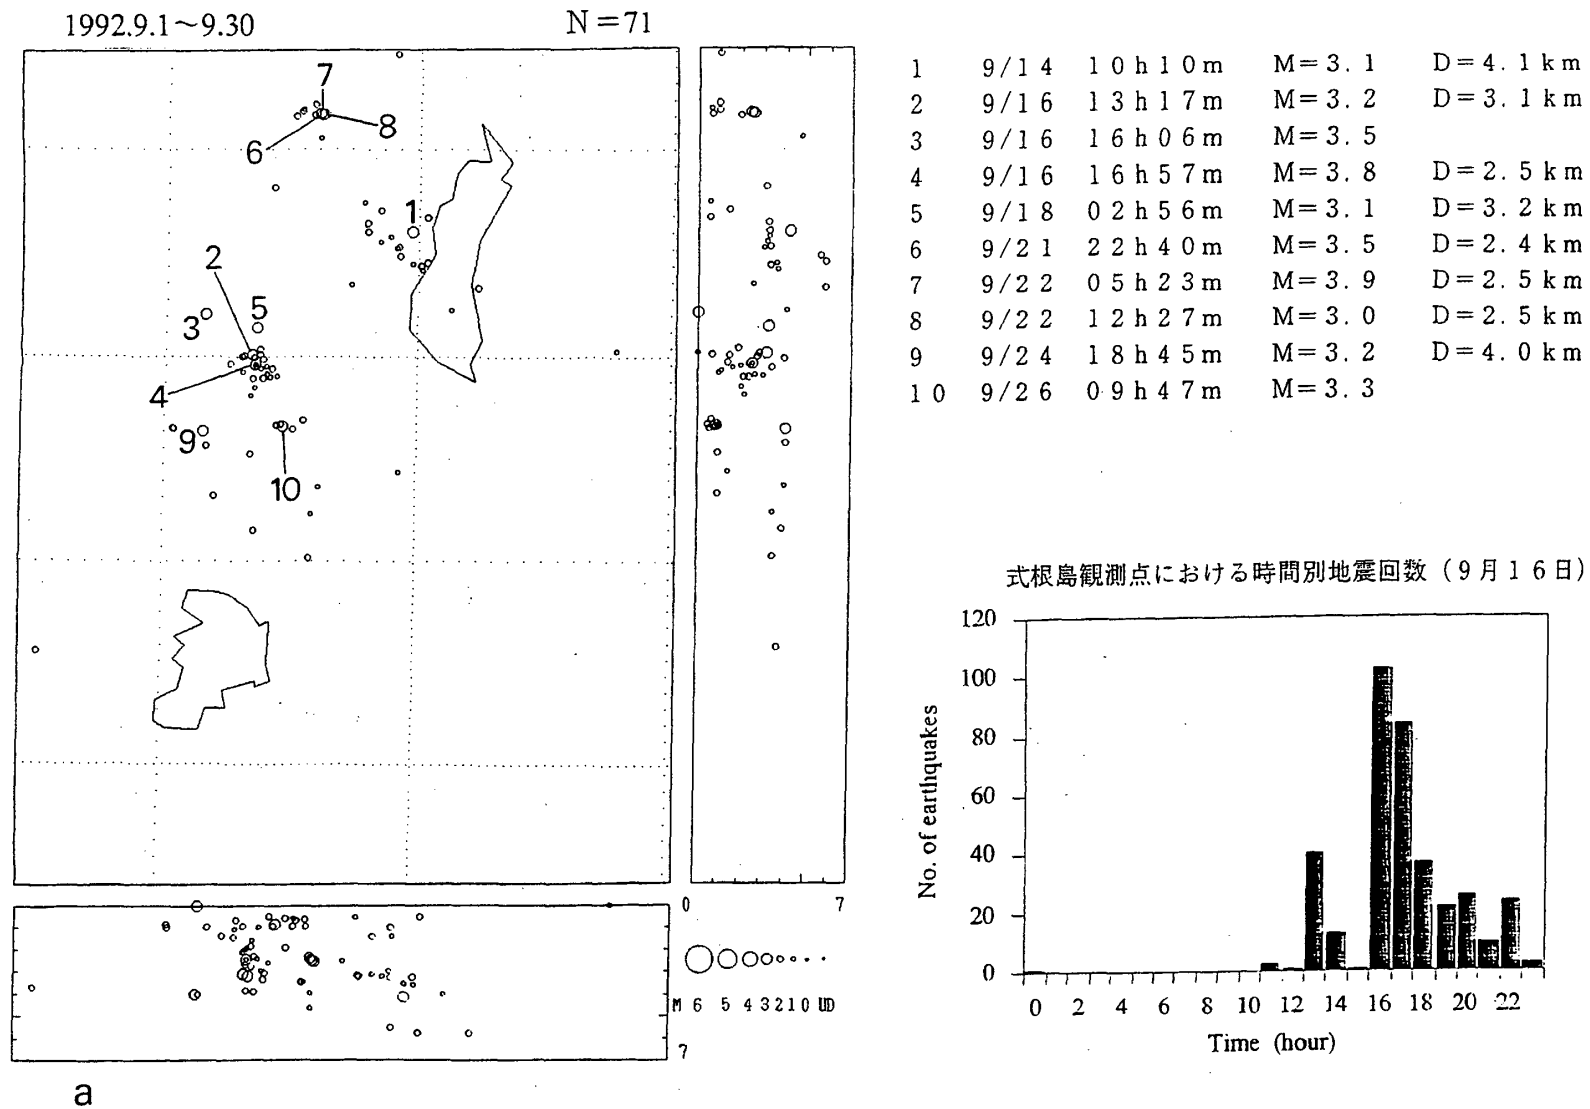 1992.9.1～9.30 N=71
7
8
6
1
2
5
3
4
9
10
0 7
M 6 5 4 3 2 1 0 UD
7
a
1 9/14 10h10m M=3.1 D=4.1km
2 9/16 13h17m M=3.2 D=3.1km
3 9/16 16h06m M=3.5
4 9/16 16h57m M=3.8 D=2.5km
5 9/18 02h56m M=3.1 D=3.2km
6 9/21 22h40m M=3.5 D=2.4km
7 9/22 05h23m M=3.9 D=2.5km
8 9/22 12h27m M=3.0 D=2.5km
9 9/24 18h45m M=3.2 D=4.0km
10 9/26 09h47m M=3.3
式根島観測点における時間別地震回数（9月16日）
120
100
80
60
40
20
0
No. of earthquakes
0 2 4 6 8 10 12 14 16 18 20 22
Time (hour)